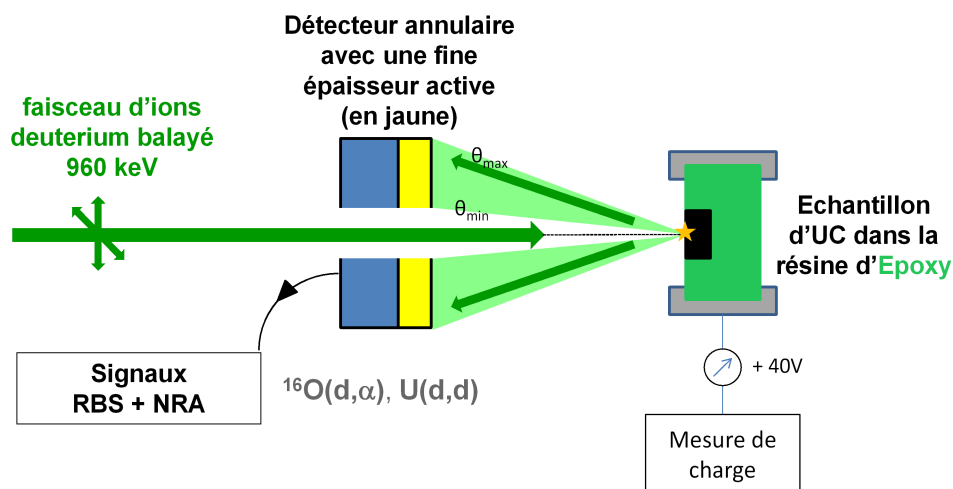 Détecteur annulaire
avec une fine
épaisseur active
(en jaune)
faisceau d'ions
deuterium balayé
960 keV
θmax
θmin
Echantillon
d'UC dans la
résine d'Epoxy
Signaux
RBS + NRA
¹⁶O(d,α), U(d,d)
+ 40V
Mesure de
charge